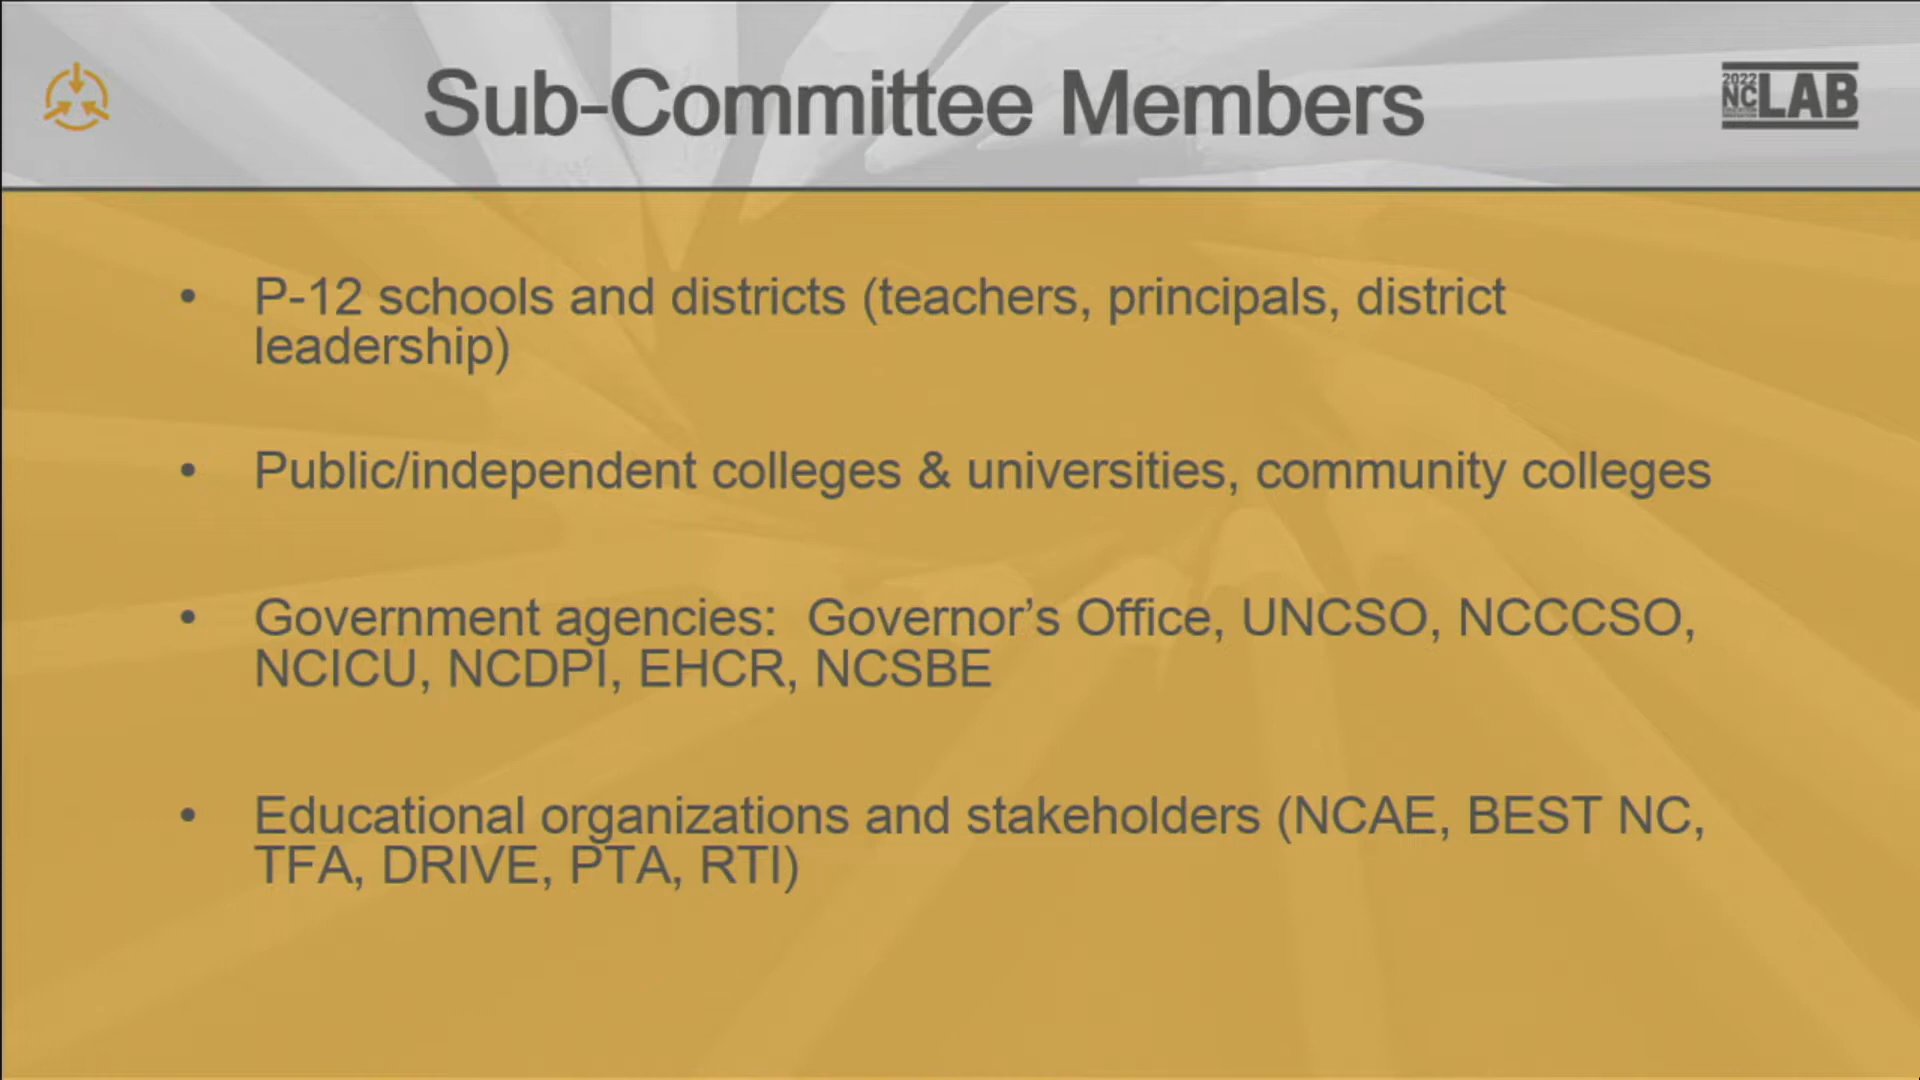 Sub-Committee Members
2022
NC
LAB
• P-12 schools and districts (teachers, principals, district
leadership)
• Public/independent colleges & universities, community colleges
• Government agencies:  Governor’s Office, UNCSO, NCCCSO,
NCICU, NCDPI, EHCR, NCSBE
• Educational organizations and stakeholders (NCAE, BEST NC,
TFA, DRIVE, PTA, RTI)